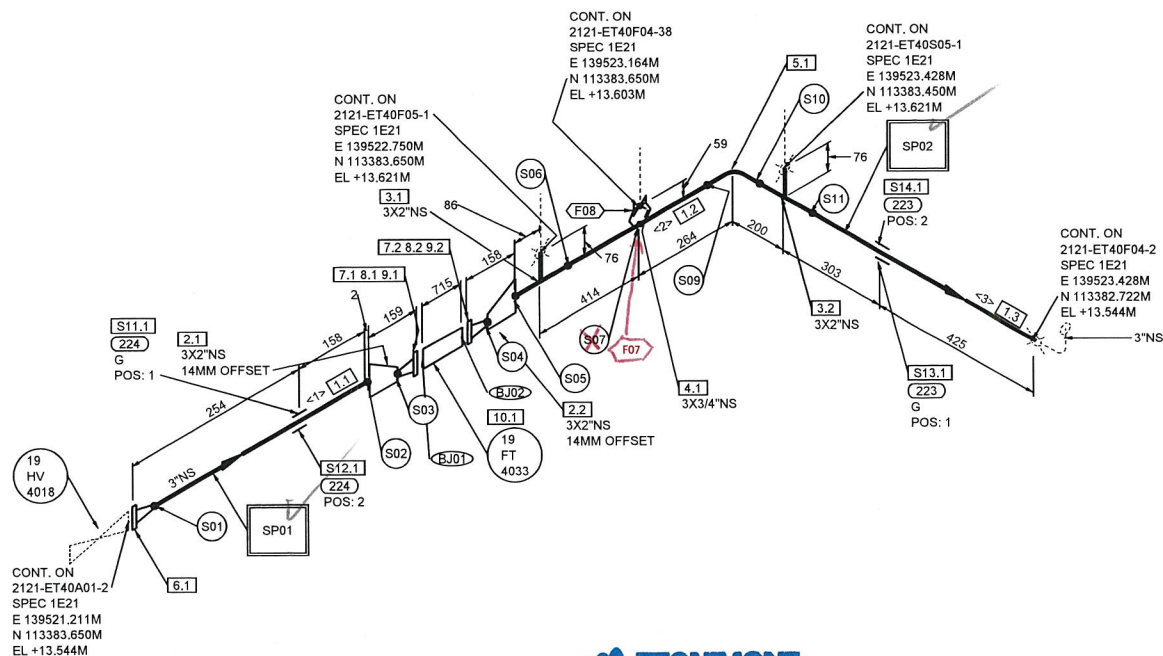 CONT. ON
2121-ET40F04-38
SPEC 1E21
E 139523.164M
N 113383.650M
EL +13.603M
CONT. ON
2121-ET40S05-1
SPEC 1E21
E 139523.428M
N 113383.450M
EL +13.621M
5.1
S10
CONT. ON
2121-ET40F05-1
SPEC 1E21
E 139522.750M
N 113383.650M
EL +13.621M
59
76
SP02
S06
3.1
3X2"NS
86
F08
<2> 1.2
S11
S14.1
223
POS: 2
7.2 8.2 9.2
158
76
264
200
CONT. ON
2121-ET40F04-2
SPEC 1E21
E 139523.428M
N 113382.722M
EL +13.544M
7.1 8.1 9.1
715
S09
303
2
159
414
<3> 1.3
S11.1
224
G
POS: 1
2.1
3X2"NS
14MM OFFSET
158
3.2
3X2"NS
3"NS
S07
F07
425
S04
S05
<1> 1.1
BJ02
S13.1
223
G
POS: 1
254
S03
2.2
3X2"NS
14MM OFFSET
4.1
3X3/4"NS
10.1
S02
BJ01
19
FT
4033
19
HV
4018
3"NS
S12.1
224
POS: 2
S01
SP01
6.1
CONT. ON
2121-ET40A01-2
SPEC 1E21
E 139521.211M
N 113383.650M
EL +13.544M